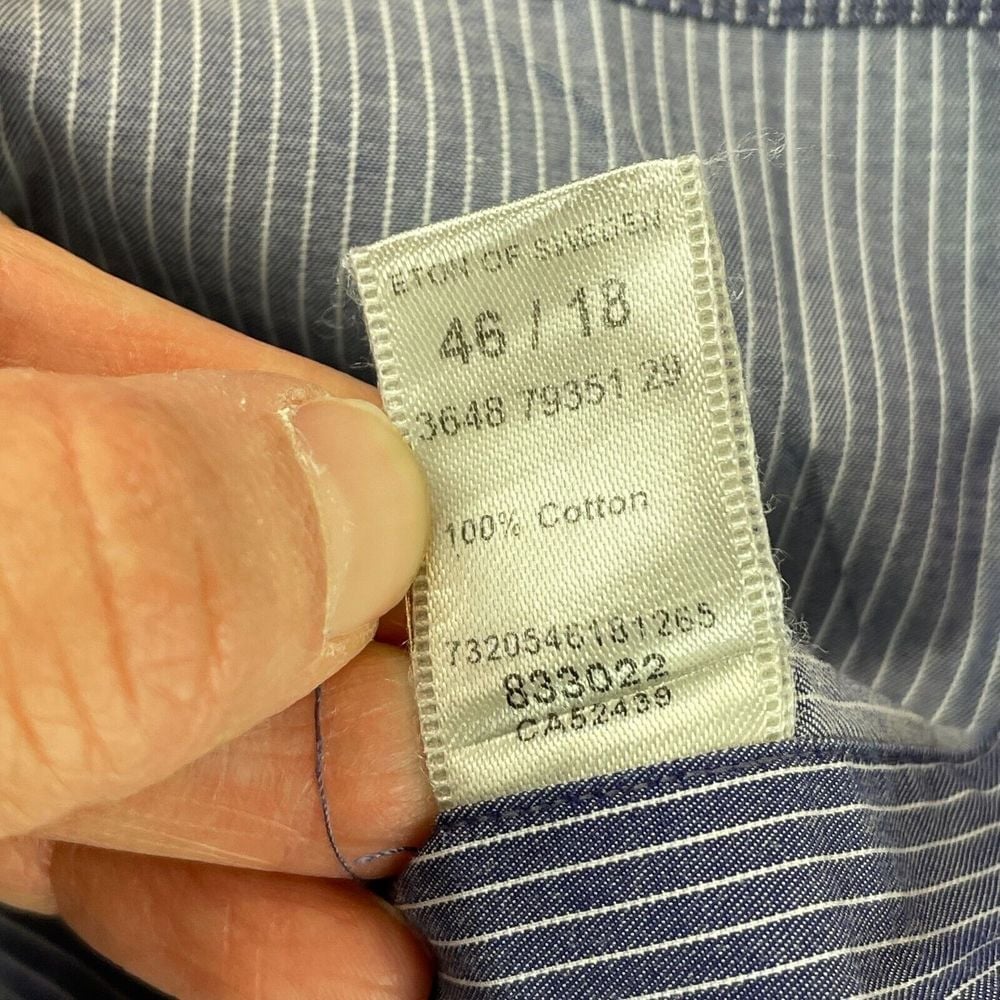 ETON OF SWEDEN
46 / 18
3648 79351 29
100% Cotton
7320546181265
833022
CA52439